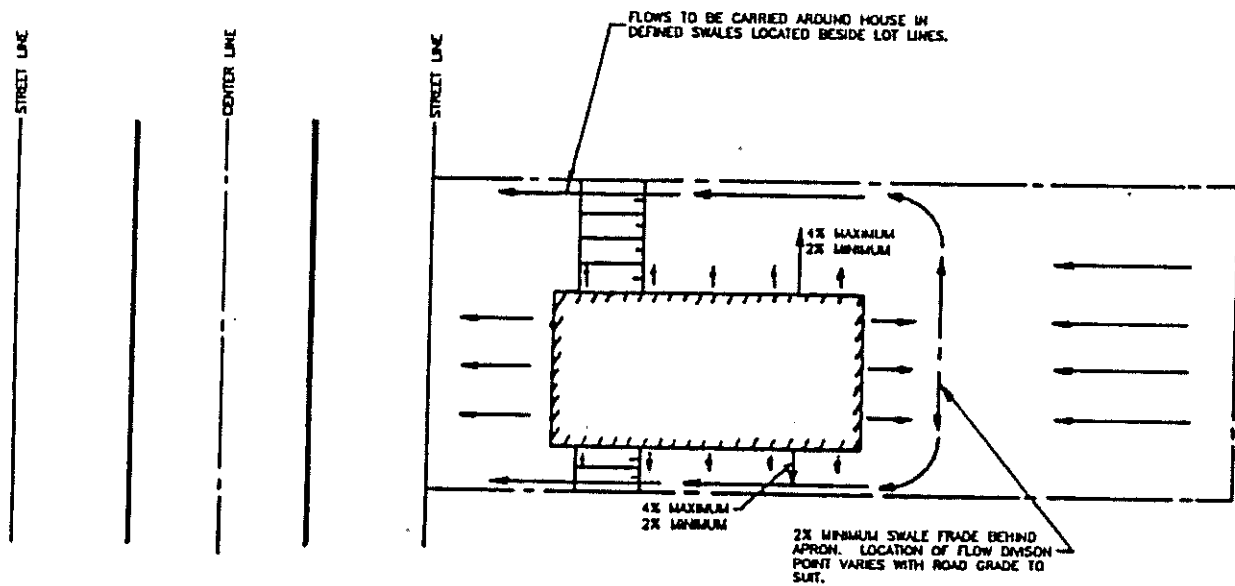 FLOWS TO BE CARRIED AROUND HOUSE IN
DEFINED SWALES LOCATED BESIDE LOT LINES.
STREET LINE
CENTER LINE
STREET LINE
4% MAXIMUM
2% MINIMUM
4% MAXIMUM
2% MINIMUM
2% MINIMUM SWALE FRADE BEHIND
APRON. LOCATION OF FLOW DIVISON
POINT VARIES WITH ROAD GRADE TO
SUIT.